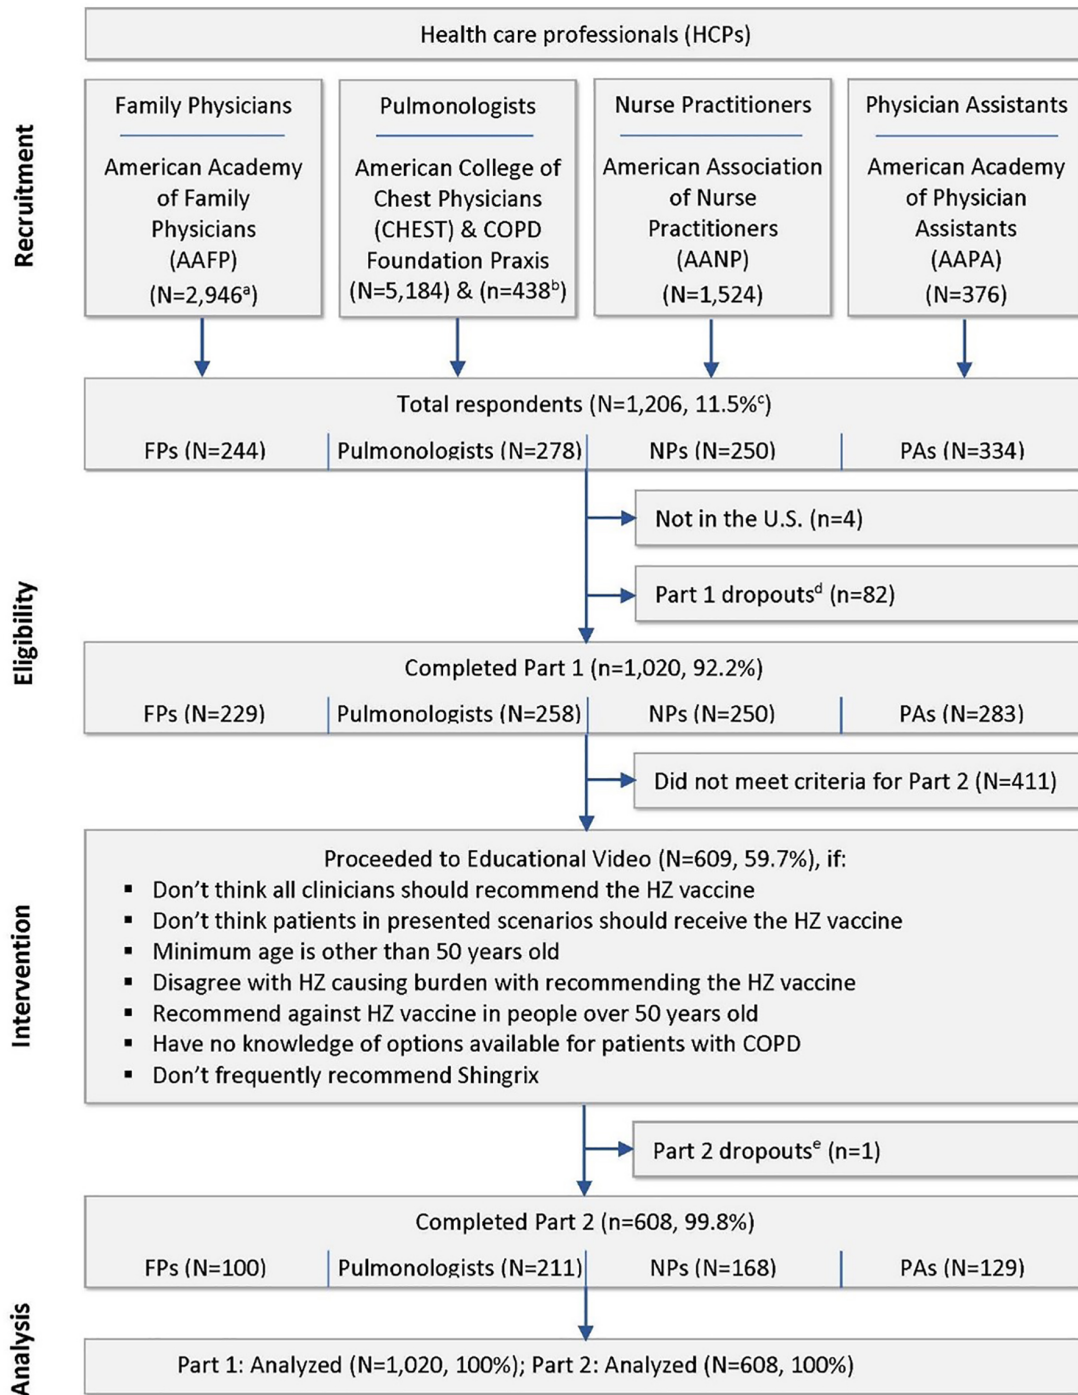 Health care professionals (HCPs)
Recruitment
Family Physicians
American Academy
of Family
Physicians
(AAFP)
(N=2,946ᵃ)
Pulmonologists
American College of
Chest Physicians
(CHEST) & COPD
Foundation Praxis
(N=5,184) & (n=438ᵇ)
Nurse Practitioners
American Association
of Nurse
Practitioners
(AANP)
(N=1,524)
Physician Assistants
American Academy
of Physician
Assistants
(AAPA)
(N=376)
Total respondents (N=1,206, 11.5%ᶜ)
FPs (N=244) Pulmonologists (N=278) NPs (N=250) PAs (N=334)
Eligibility
Not in the U.S. (n=4)
Part 1 dropoutsᵈ (n=82)
Completed Part 1 (n=1,020, 92.2%)
FPs (N=229) Pulmonologists (N=258) NPs (N=250) PAs (N=283)
Did not meet criteria for Part 2 (N=411)
Intervention
Proceeded to Educational Video (N=609, 59.7%), if:
▪ Don’t think all clinicians should recommend the HZ vaccine
▪ Don’t think patients in presented scenarios should receive the HZ vaccine
▪ Minimum age is other than 50 years old
▪ Disagree with HZ causing burden with recommending the HZ vaccine
▪ Recommend against HZ vaccine in people over 50 years old
▪ Have no knowledge of options available for patients with COPD
▪ Don’t frequently recommend Shingrix
Part 2 dropoutsᵉ (n=1)
Completed Part 2 (n=608, 99.8%)
FPs (N=100) Pulmonologists (N=211) NPs (N=168) PAs (N=129)
Analysis
Part 1: Analyzed (N=1,020, 100%); Part 2: Analyzed (N=608, 100%)